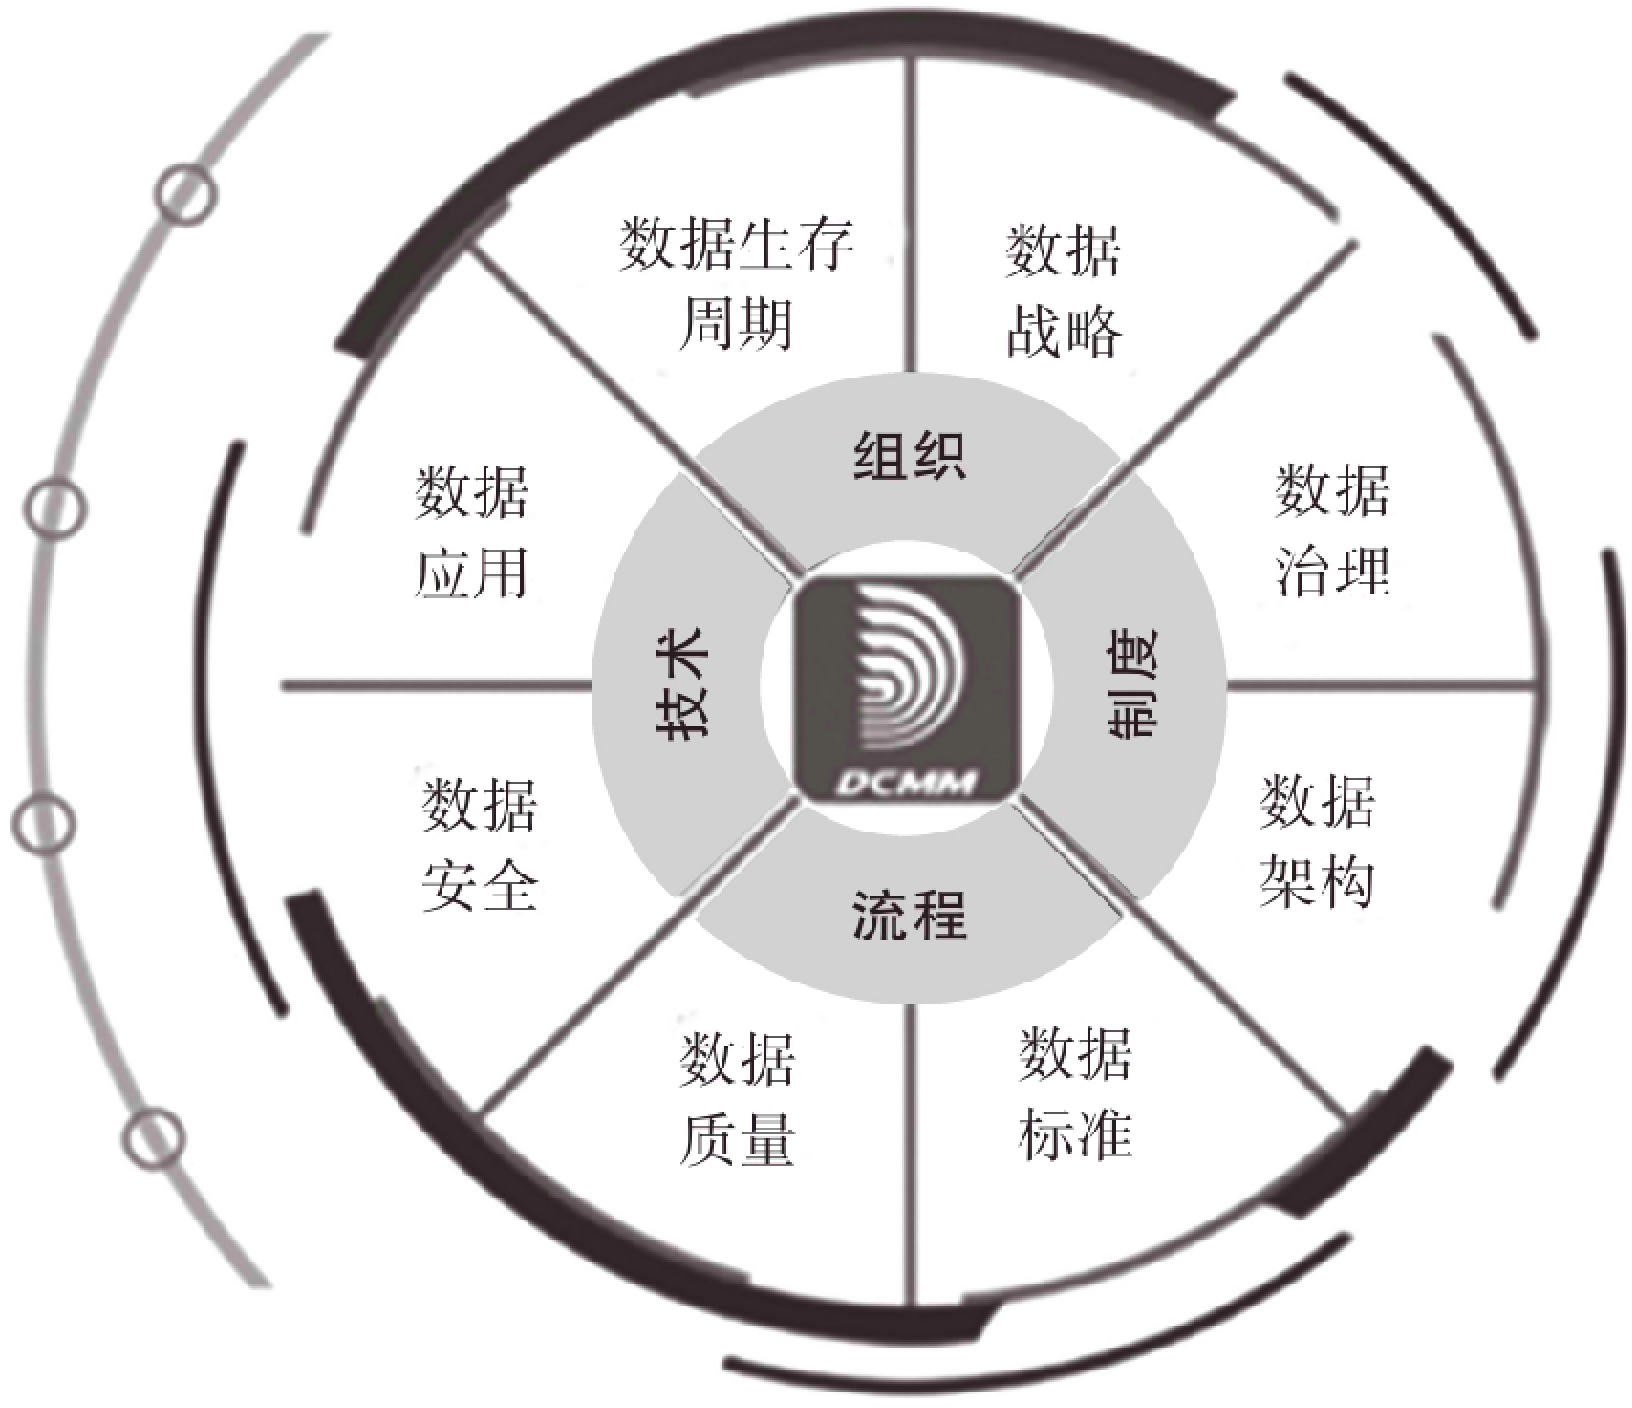 数据生存
周期
数据
战略
组织
数据
应用
数据
治理
技术
制度
DCMM
数据
安全
数据
架构
流程
数据
质量
数据
标准